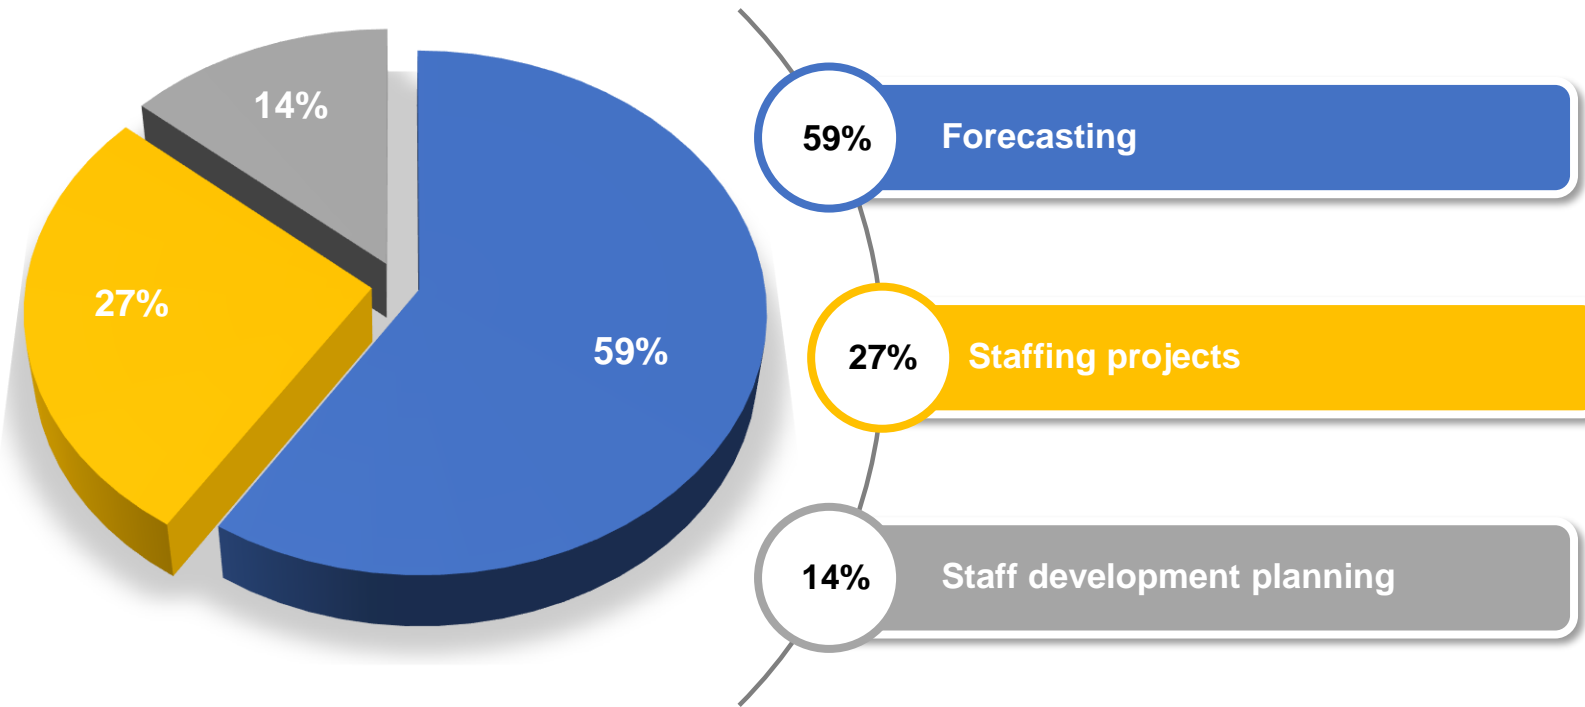 14%
27%
59%
59% Forecasting
27% Staffing projects
14% Staff development planning